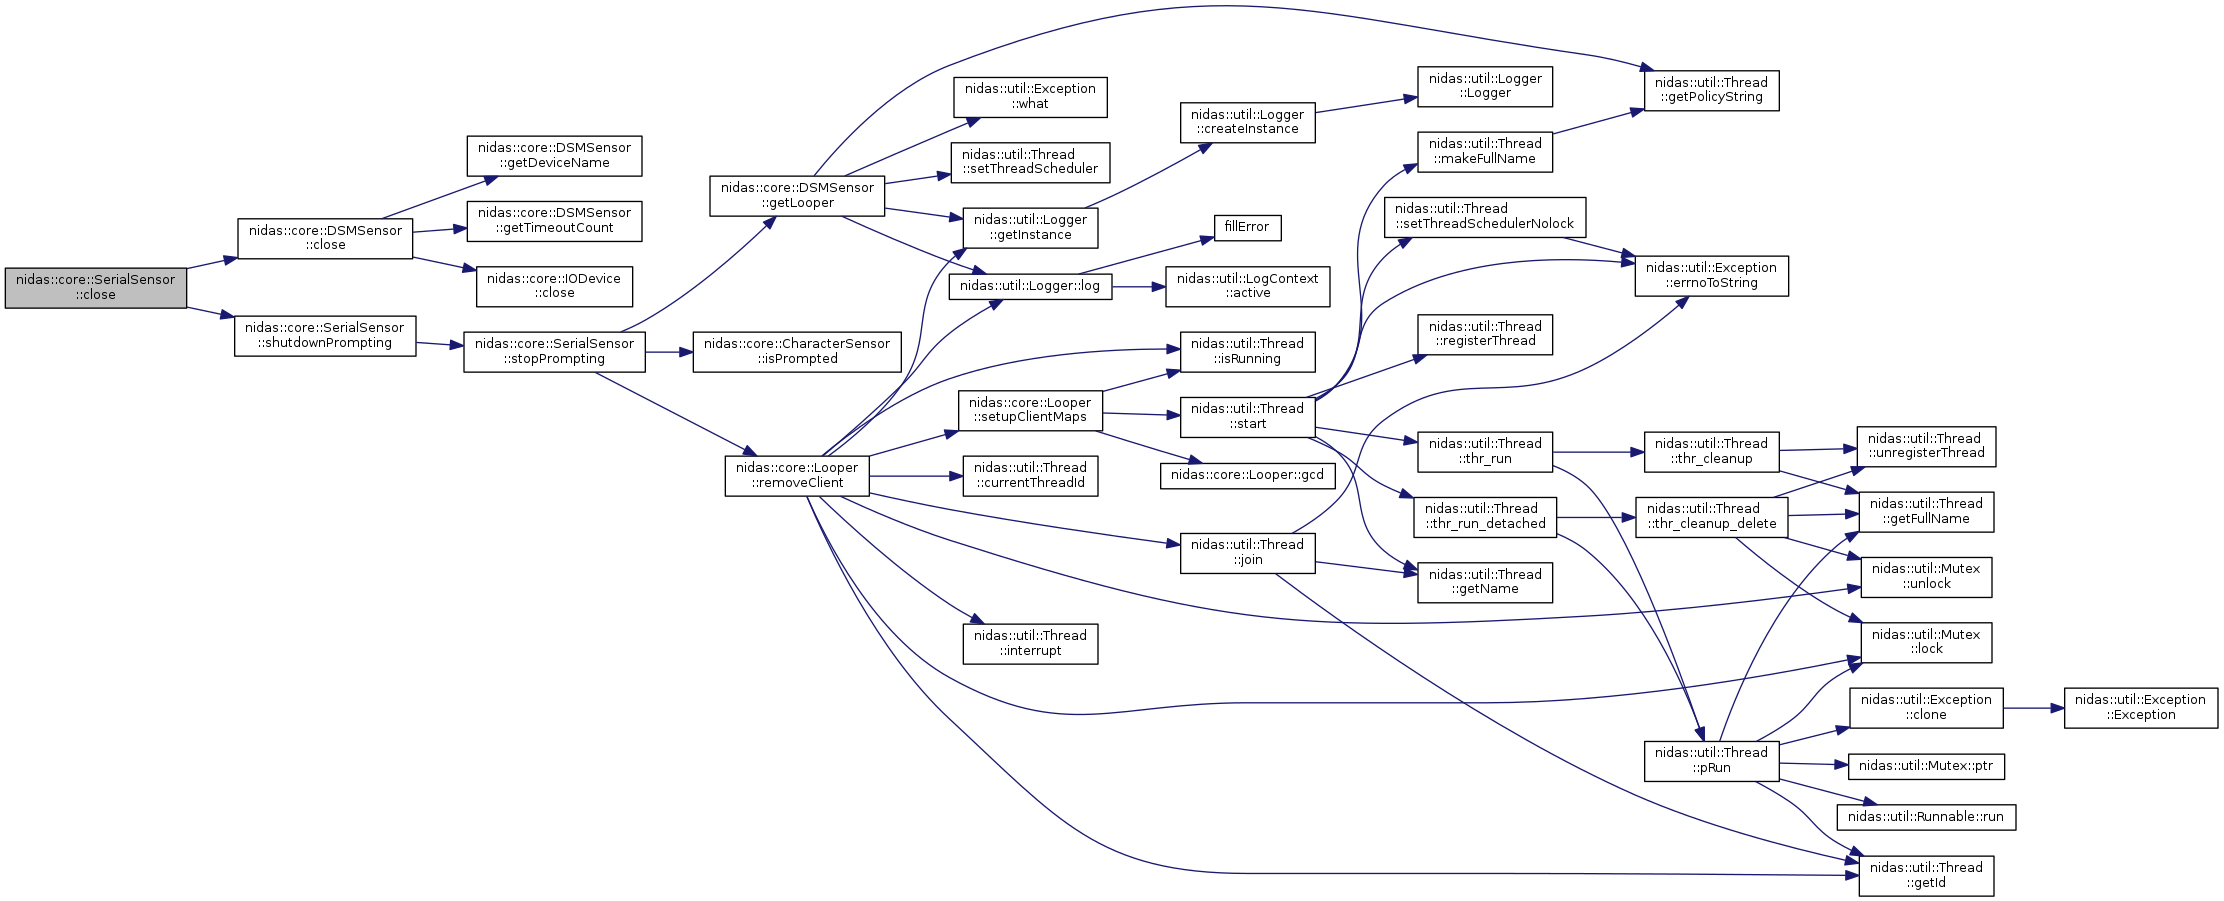 nidas::core::SerialSensor
::close
nidas::core::DSMSensor
::close
nidas::core::SerialSensor
::shutdownPrompting
nidas::core::DSMSensor
::getDeviceName
nidas::core::DSMSensor
::getTimeoutCount
nidas::core::IODevice
::close
nidas::core::SerialSensor
::stopPrompting
nidas::core::DSMSensor
::getLooper
nidas::core::CharacterSensor
::isPrompted
nidas::core::Looper
::removeClient
nidas::util::Exception
::what
nidas::util::Thread
::setThreadScheduler
nidas::util::Logger
::getInstance
nidas::util::Logger::log
nidas::core::Looper
::setupClientMaps
nidas::util::Thread
::currentThreadId
nidas::util::Thread
::interrupt
nidas::util::Logger
::createInstance
fillError
nidas::util::LogContext
::active
nidas::util::Thread
::isRunning
nidas::util::Thread
::start
nidas::core::Looper::gcd
nidas::util::Thread
::join
nidas::util::Logger
::Logger
nidas::util::Thread
::makeFullName
nidas::util::Thread
::setThreadSchedulerNolock
nidas::util::Thread
::registerThread
nidas::util::Thread
::thr_run
nidas::util::Thread
::thr_run_detached
nidas::util::Thread
::getName
nidas::util::Thread
::getPolicyString
nidas::util::Exception
::errnoToString
nidas::util::Thread
::thr_cleanup
nidas::util::Thread
::thr_cleanup_delete
nidas::util::Thread
::pRun
nidas::util::Thread
::unregisterThread
nidas::util::Thread
::getFullName
nidas::util::Mutex
::unlock
nidas::util::Mutex
::lock
nidas::util::Exception
::clone
nidas::util::Mutex::ptr
nidas::util::Runnable::run
nidas::util::Thread
::getId
nidas::util::Exception
::Exception